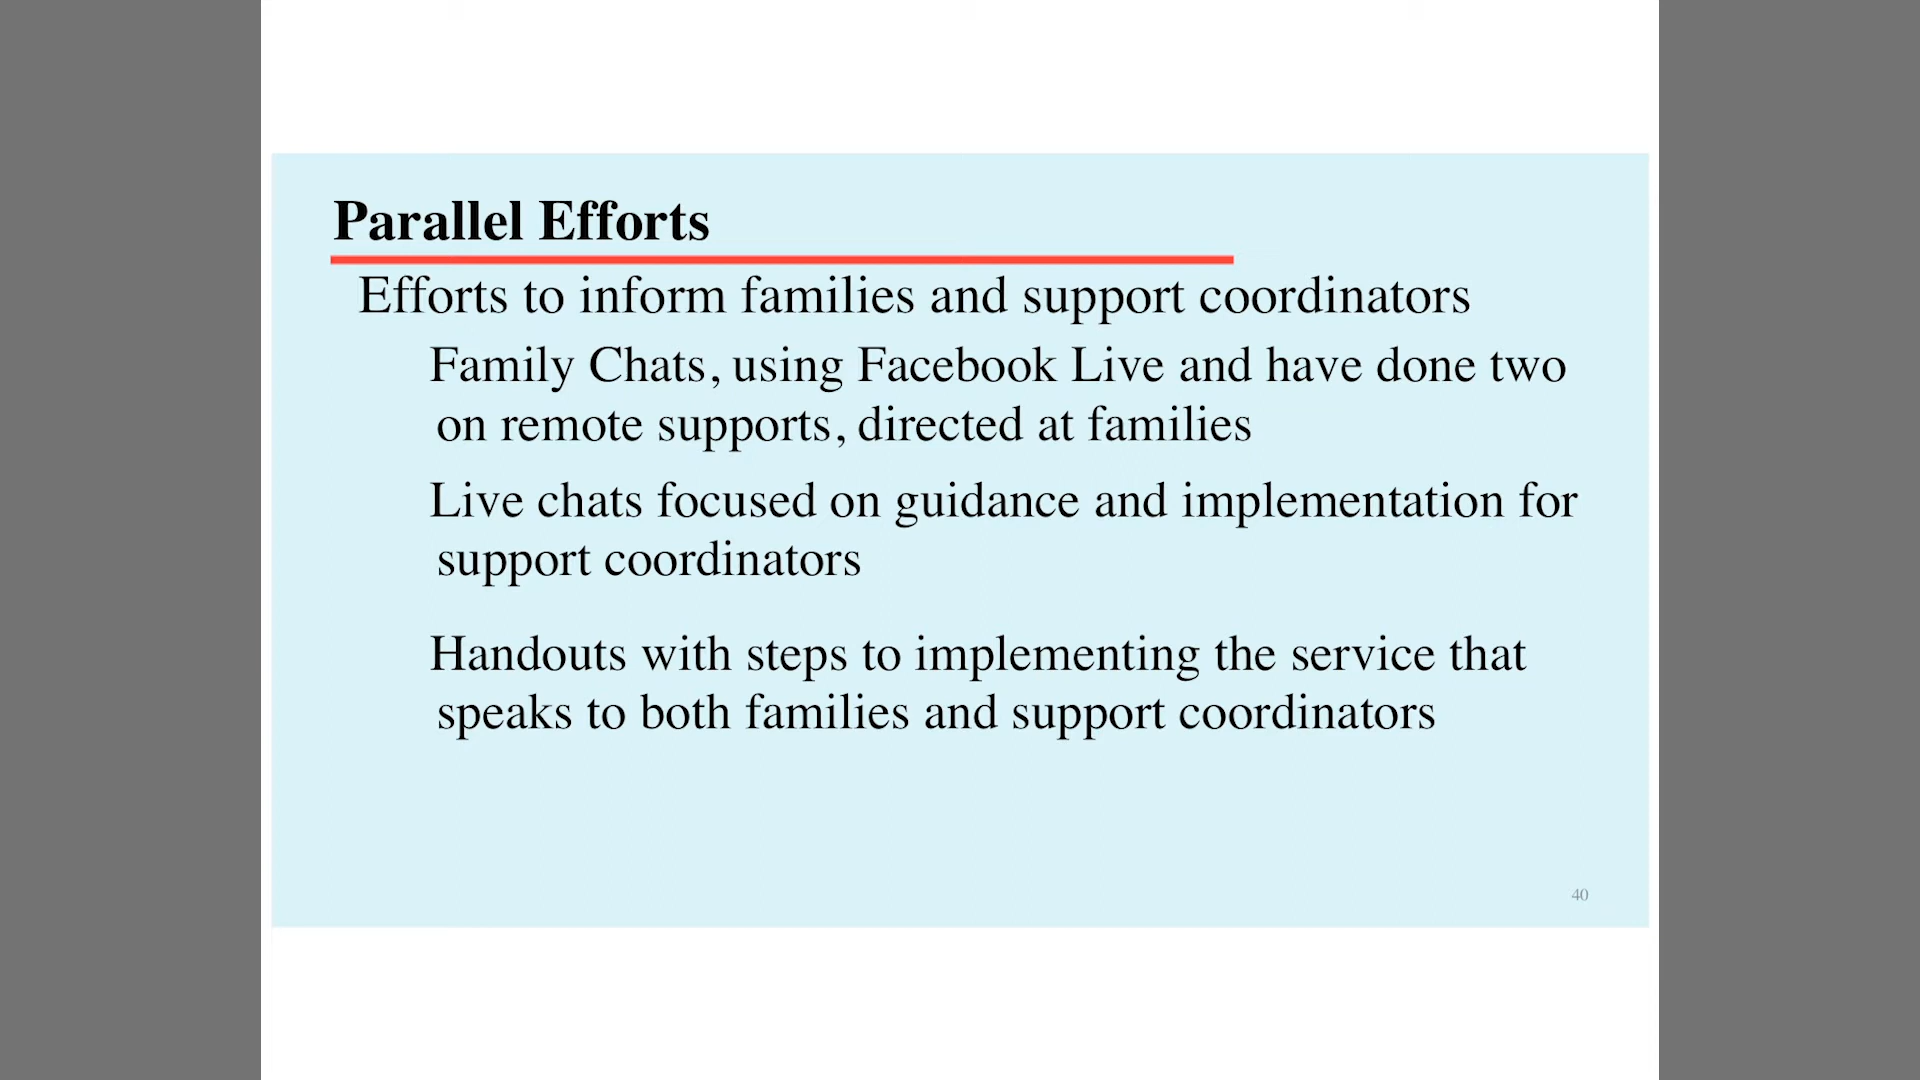 Parallel Efforts
Efforts to inform families and support coordinators
Family Chats, using Facebook Live and have done two
on remote supports, directed at families
Live chats focused on guidance and implementation for
support coordinators
Handouts with steps to implementing the service that
speaks to both families and support coordinators
40